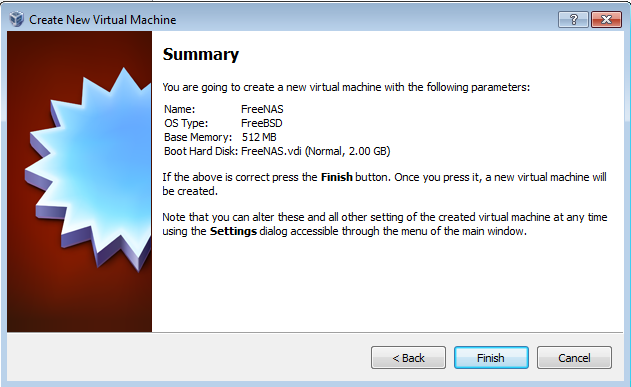 Create New Virtual Machine
?
Summary
You are going to create a new virtual machine with the following parameters:
Name: FreeNAS
OS Type: FreeBSD
Base Memory: 512 MB
Boot Hard Disk: FreeNAS.vdi (Normal, 2.00 GB)
If the above is correct press the Finish button. Once you press it, a new virtual machine will
be created.
Note that you can alter these and all other setting of the created virtual machine at any time
using the Settings dialog accessible through the menu of the main window.
< Back Finish Cancel